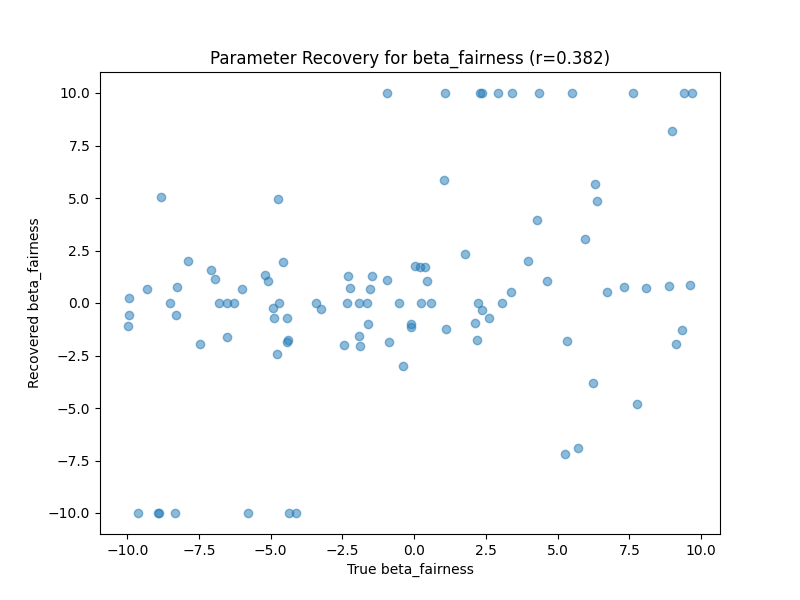 Parameter Recovery for beta_fairness (r=0.382)
10.0
7.5
5.0
2.5
0.0
−2.5
−5.0
−7.5
−10.0
Recovered beta_fairness
−10.0 −7.5 −5.0 −2.5 0.0 2.5 5.0 7.5 10.0
True beta_fairness